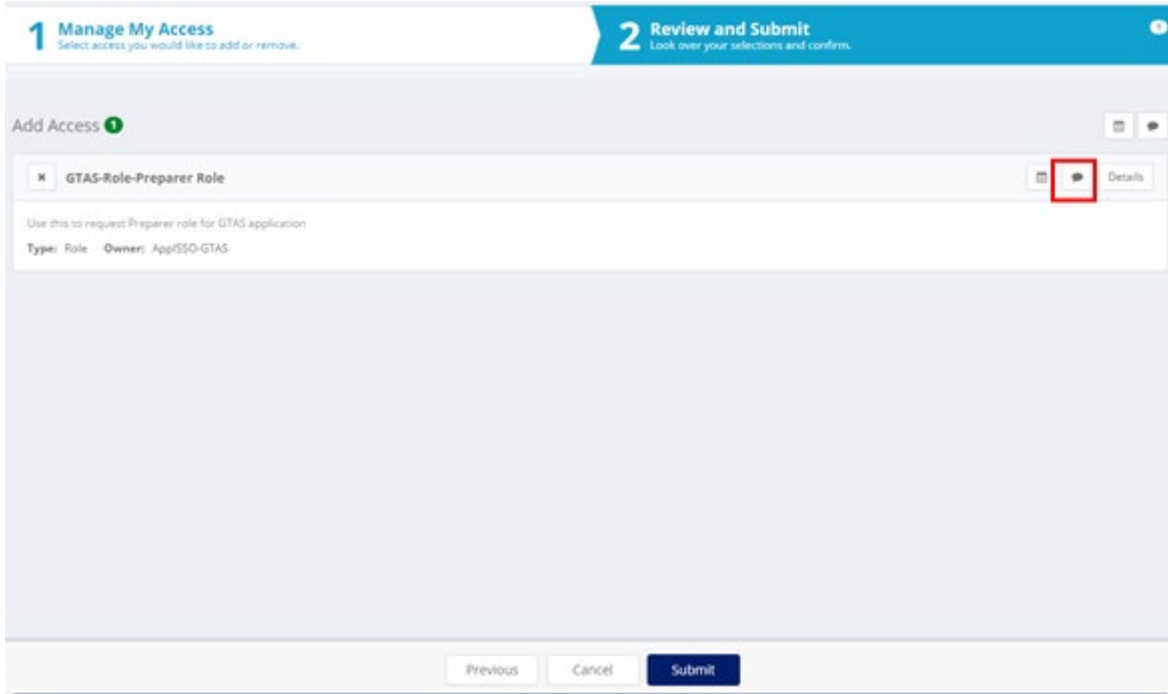 1 Manage My Access
Select access you would like to add or remove.
2 Review and Submit
Look over your selections and confirm.
1
Add Access 1
GTAS-Role-Preparer Role
Details
Use this to request Preparer role for GTAS application
Type: Role Owner: ApplSSO-GTAS
Previous
Cancel
Submit